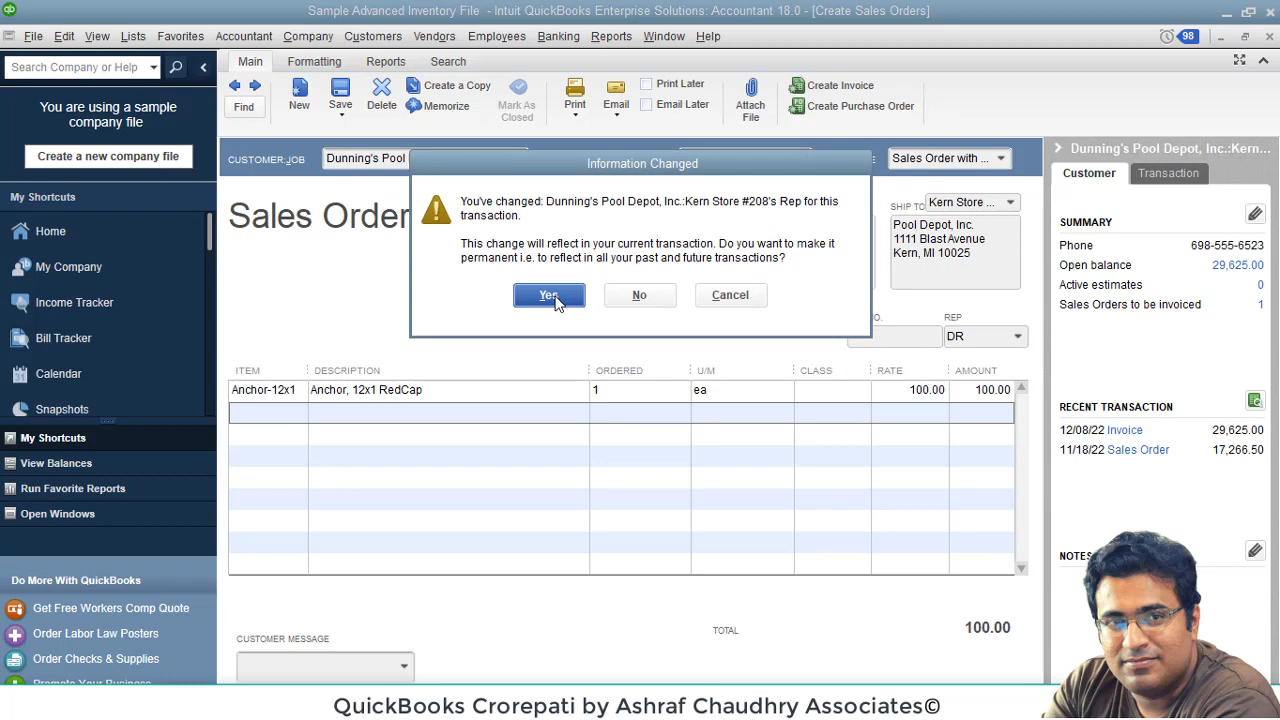 Sample Advanced Inventory File - Intuit QuickBooks Enterprise Solutions: Accountant 18.0 - [Create Sales Orders]
File Edit View Lists Favorites Accountant Company Customers Vendors Employees Banking Reports Window Help 98
Search Company or Help
Main Formatting Reports Search
Find New Save Delete Create a Copy Memorize Mark As Closed Print Email Print Later Email Later Attach File Create Invoice Create Purchase Order
You are using a sample
company file
Create a new company file
My Shortcuts
Home
My Company
Income Tracker
Bill Tracker
Calendar
Snapshots
My Shortcuts
View Balances
Run Favorite Reports
Open Windows
Do More With QuickBooks
Get Free Workers Comp Quote
Order Labor Law Posters
Order Checks & Supplies
CUSTOMER:JOB Dunning's Pool Sales Order with ...
Sales Order
Information Changed
You've changed: Dunning's Pool Depot, Inc.:Kern Store #208's Rep for this
transaction.
This change will reflect in your current transaction. Do you want to make it
permanent i.e. to reflect in all your past and future transactions?
Yes No Cancel
SHIP TO Kern Store ...
Pool Depot, Inc.
1111 Blast Avenue
Kern, MI 10025
O. REP
DR
ITEM DESCRIPTION ORDERED U/M CLASS RATE AMOUNT
Anchor-12x1 Anchor, 12x1 RedCap 1 ea 100.00 100.00
TOTAL 100.00
CUSTOMER MESSAGE
Dunning's Pool Depot, Inc.:Kern...
Customer Transaction
SUMMARY
Phone 698-555-6523
Open balance 29,625.00
Active estimates 0
Sales Orders to be invoiced 1
RECENT TRANSACTION
12/08/22 Invoice 29,625.00
11/18/22 Sales Order 17,266.50
NOTES
QuickBooks Crorepati by Ashraf Chaudhry Associates©